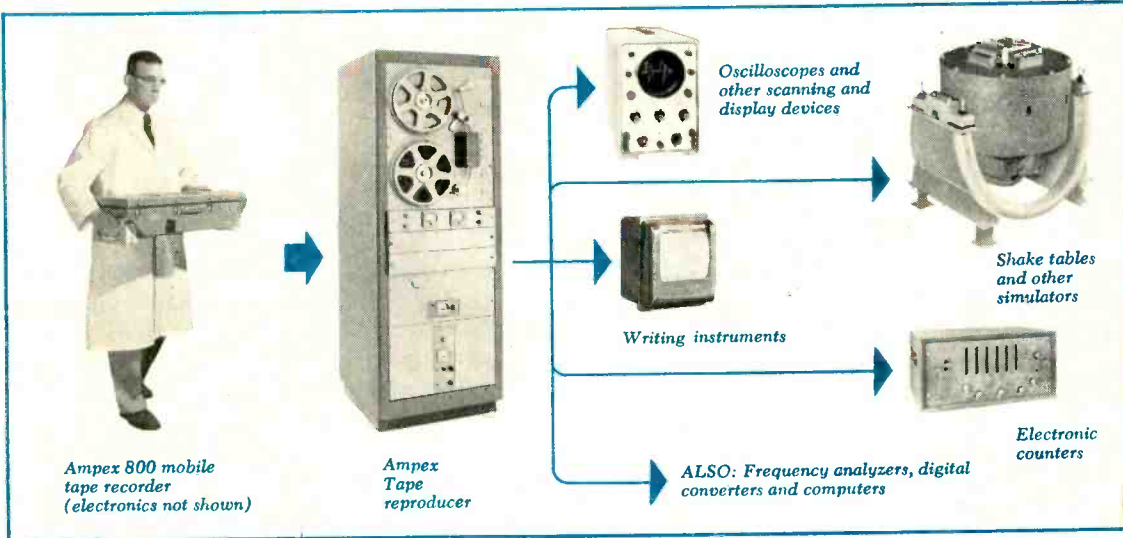 Oscilloscopes and
other scanning and
display devices
Shake tables
and other
simulators
Writing instruments
Electronic
counters
Ampex 800 mobile
tape recorder
(electronics not shown)
Ampex
Tape
reproducer
ALSO: Frequency analyzers, digital
converters and computers